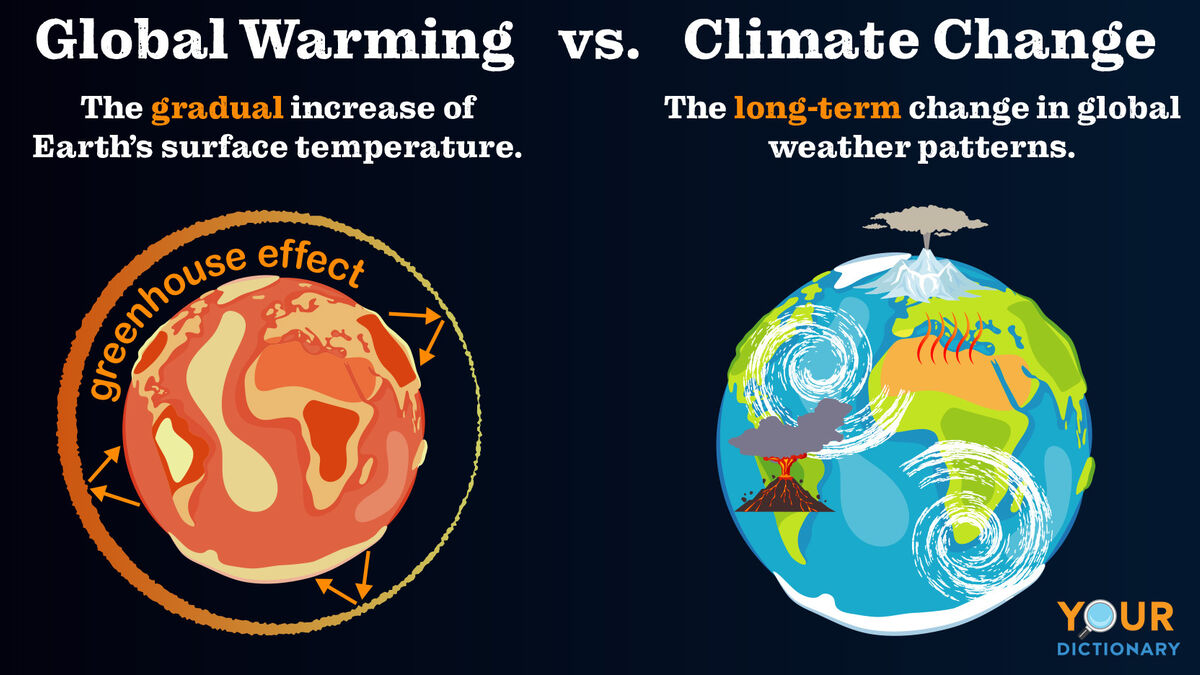 Global Warming vs. Climate Change
The gradual increase of
Earth's surface temperature.
The long-term change in global
weather patterns.
greenhouse effect
YOUR
DICTIONARY